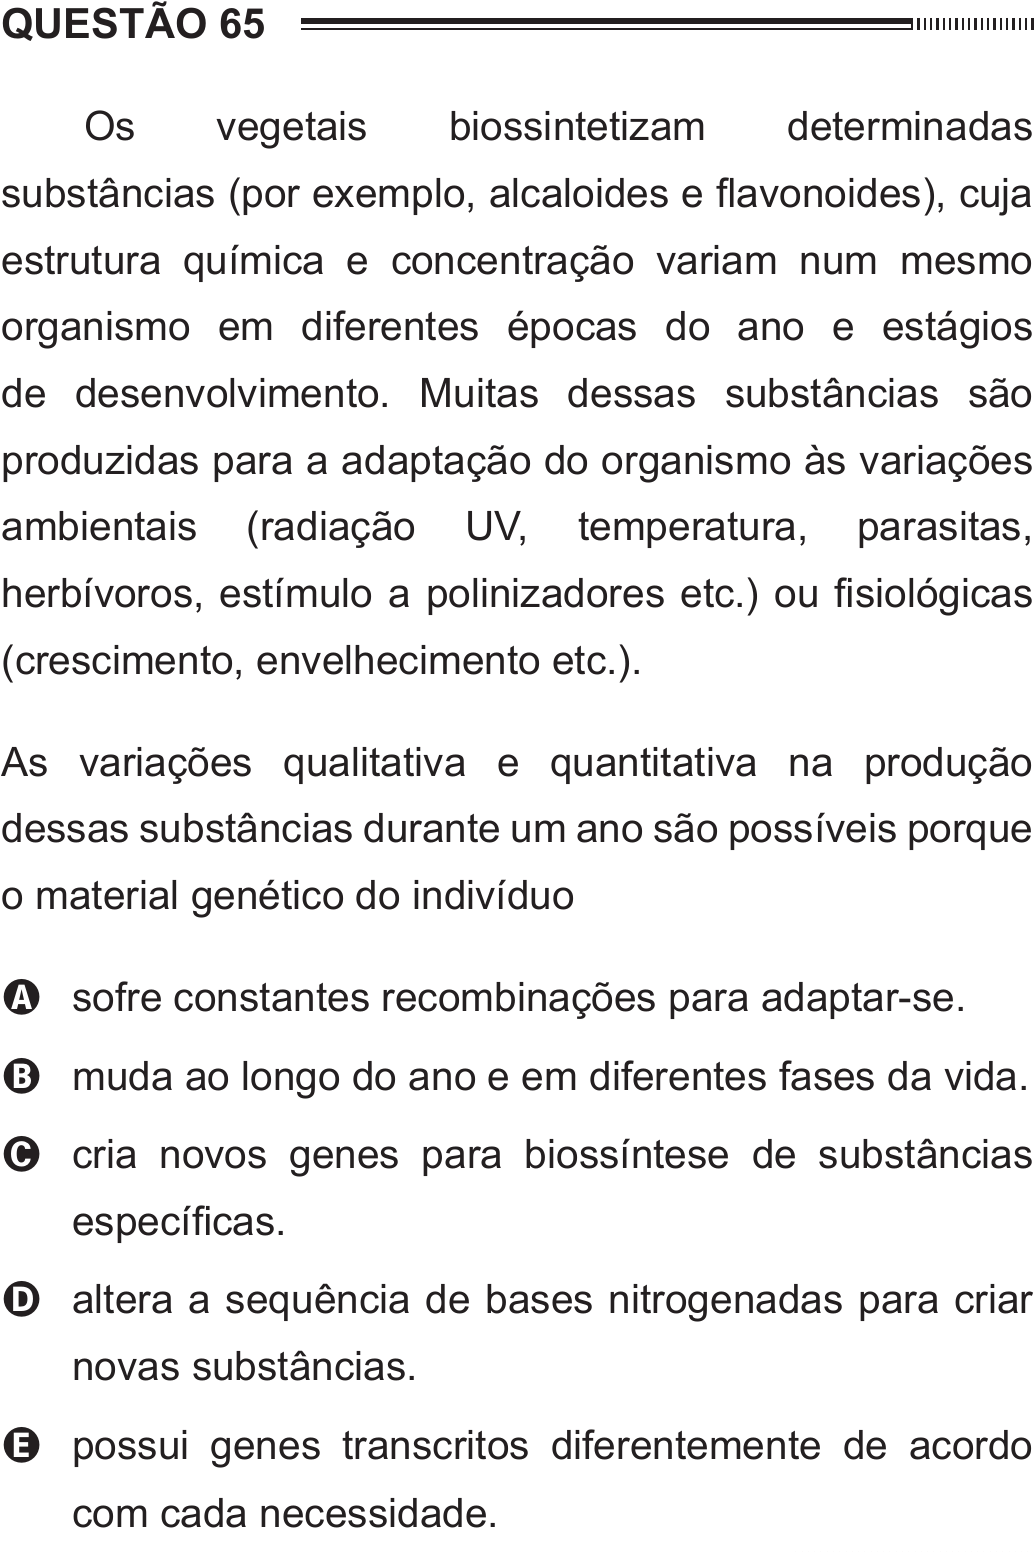 QUESTÃO 65
Os vegetais biossintetizam determinadas
substâncias (por exemplo, alcaloides e flavonoides), cuja
estrutura química e concentração variam num mesmo
organismo em diferentes épocas do ano e estágios
de desenvolvimento. Muitas dessas substâncias são
produzidas para a adaptação do organismo às variações
ambientais (radiação UV, temperatura, parasitas,
herbívoros, estímulo a polinizadores etc.) ou fisiológicas
(crescimento, envelhecimento etc.).
As variações qualitativa e quantitativa na produção
dessas substâncias durante um ano são possíveis porque
o material genético do indivíduo
A sofre constantes recombinações para adaptar-se.
B muda ao longo do ano e em diferentes fases da vida.
C cria novos genes para biossíntese de substâncias
específicas.
D altera a sequência de bases nitrogenadas para criar
novas substâncias.
E possui genes transcritos diferentemente de acordo
com cada necessidade.